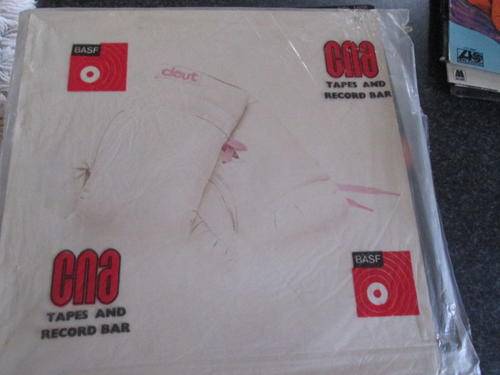 BASF
clout
cna
TAPES AND
RECORD BAR
cna
TAPES AND
RECORD BAR
BASF